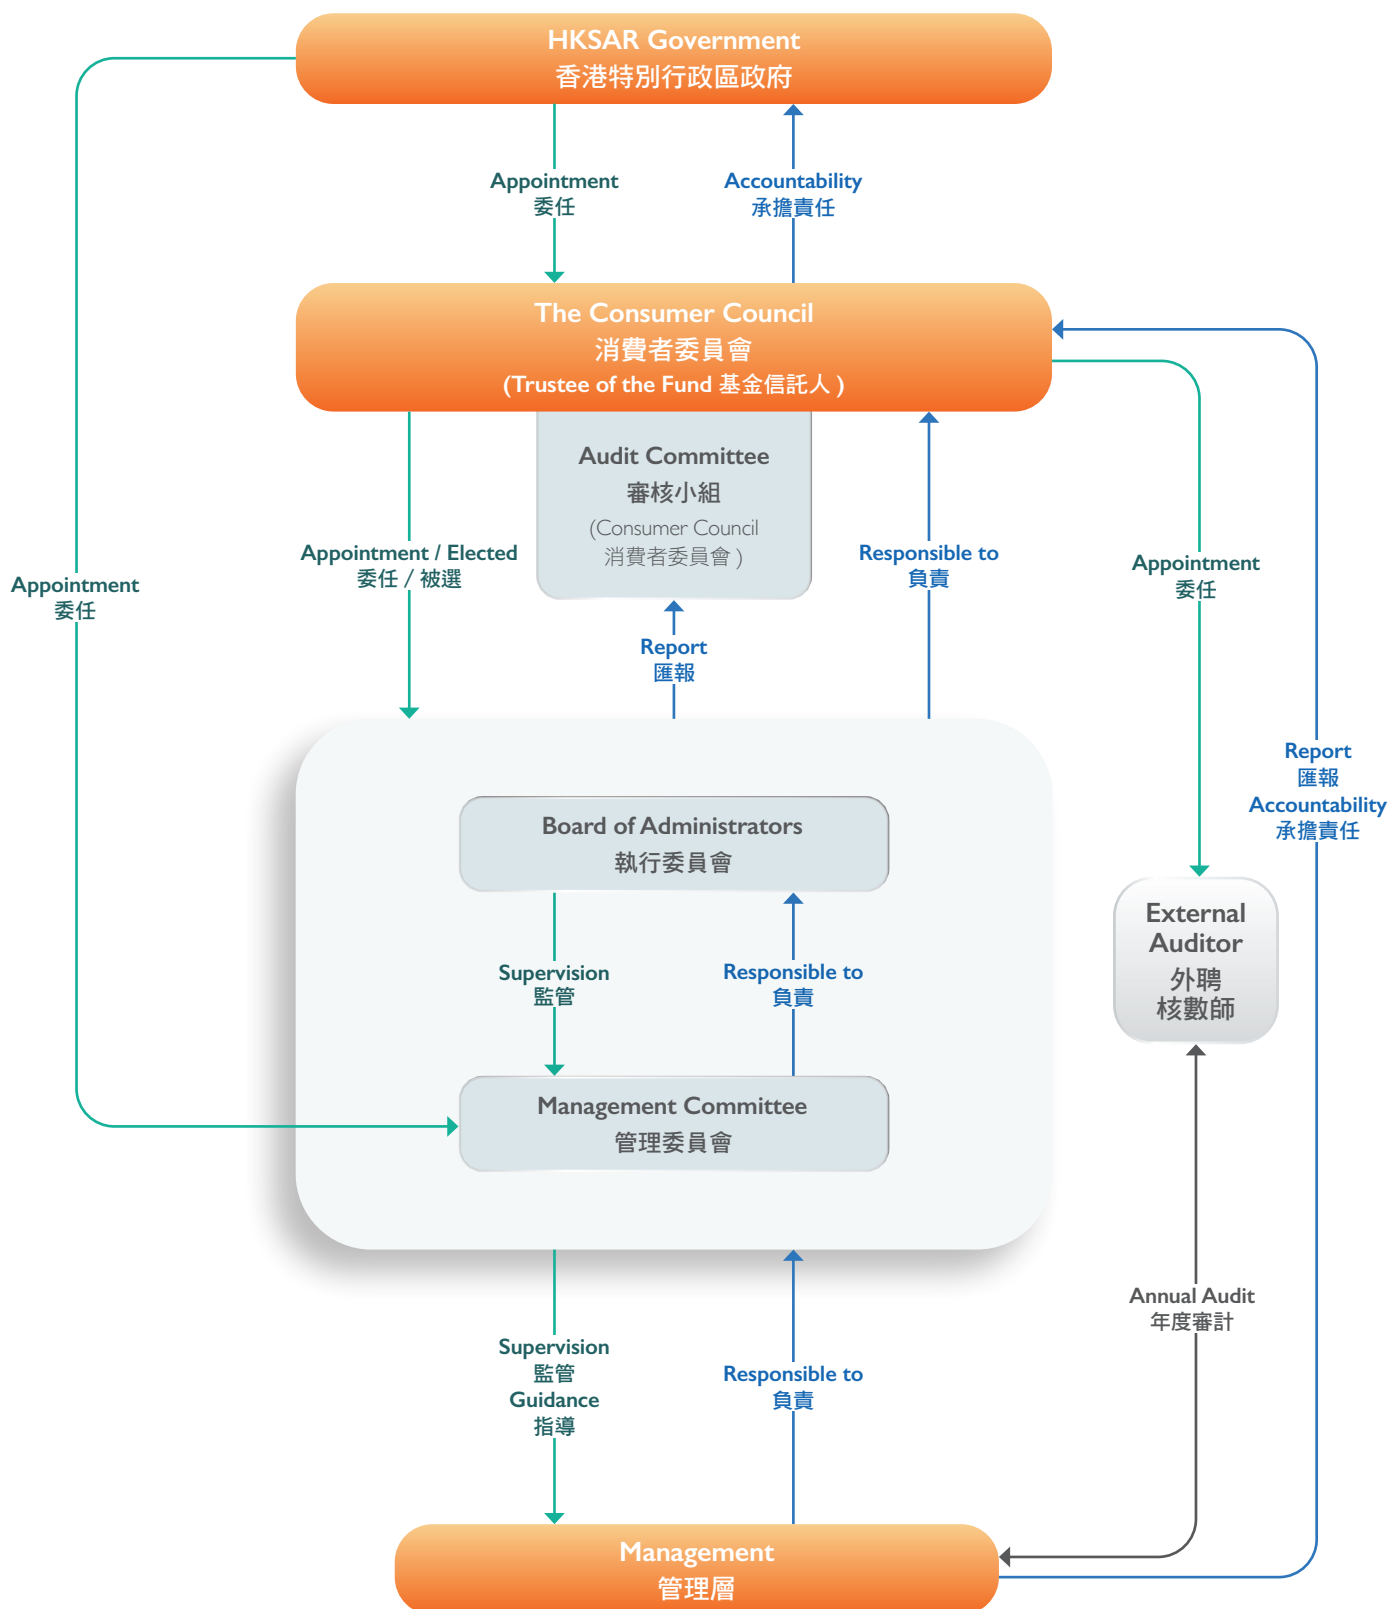 HKSAR Government
香港特別行政區政府
Appointment
委任
Accountability
承擔責任
The Consumer Council
消費者委員會
(Trustee of the Fund 基金信託人 )
Audit Committee
審核小組
(Consumer Council
消費者委員會 )
Appointment / Elected
委任 / 被選
Responsible to
負責
Appointment
委任
Appointment
委任
Report
匯報
Report
匯報
Accountability
承擔責任
Board of Administrators
執行委員會
External
Auditor
外聘
核數師
Supervision
監管
Responsible to
負責
Management Committee
管理委員會
Annual Audit
年度審計
Supervision
監管
Guidance
指導
Responsible to
負責
Management
管理層